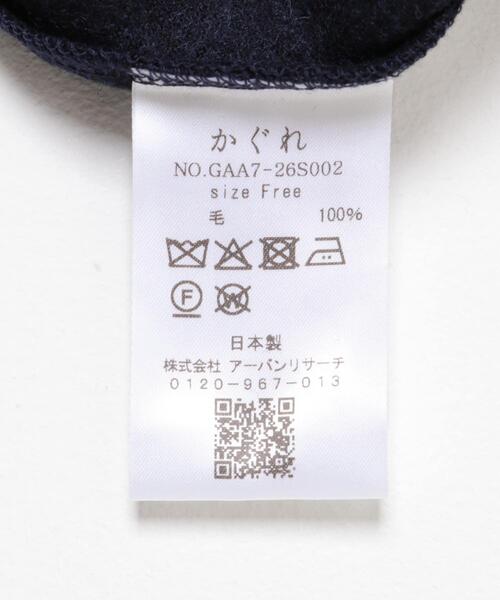 かぐれ
NO.GAA7-26S002
size Free
毛 100%
F W
日本製
株式会社 アーバンリサーチ
0120-967-013